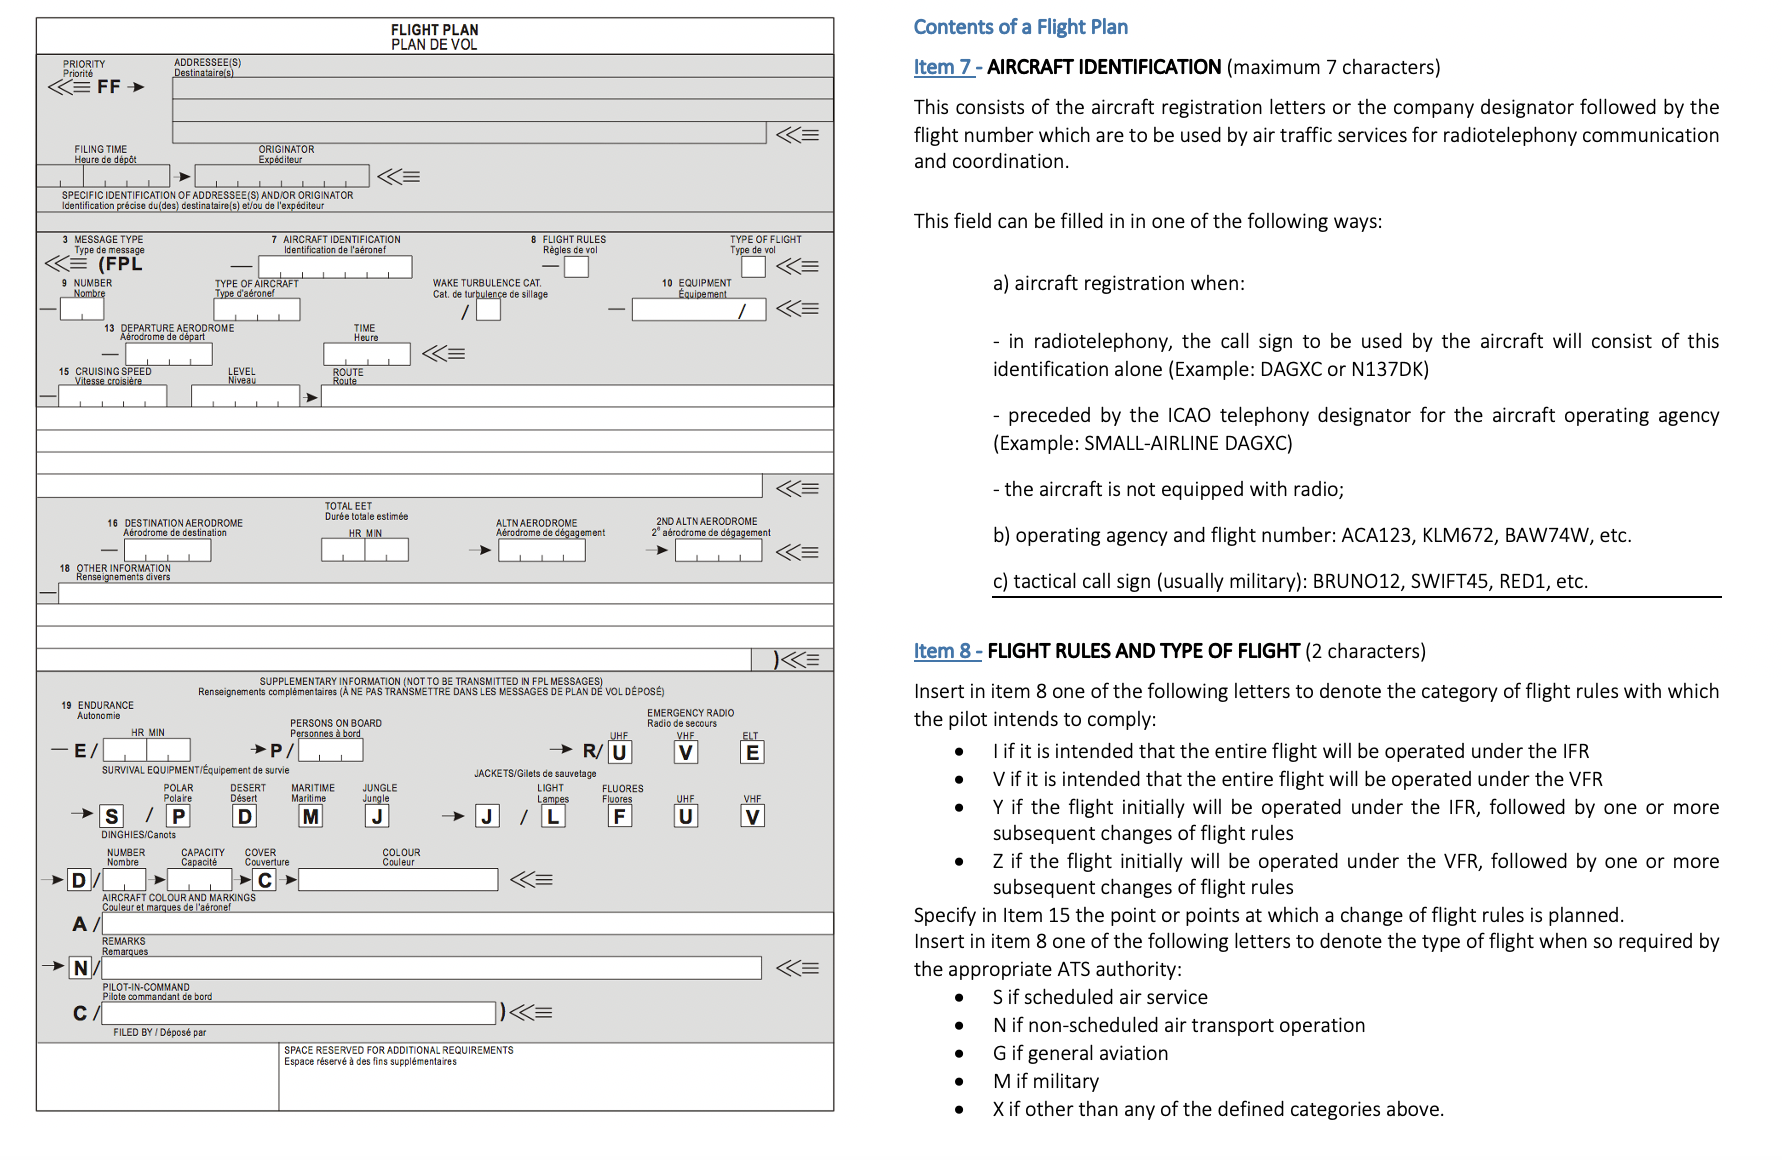 FLIGHT PLAN
PLAN DE VOL
PRIORITY
Priorité
ADDRESSEE(S)
Destinataire(s)
<<≡ FF →
<<≡
FILING TIME
Heure de dépôt
ORIGINATOR
Expéditeur
→ <<≡
SPECIFIC IDENTIFICATION OF ADDRESSEE(S) AND/OR ORIGINATOR
Identification précise du(des) destinataire(s) et/ou de l'expéditeur
3 MESSAGE TYPE
Type de message
<<≡ (FPL
7 AIRCRAFT IDENTIFICATION
Identification de l'aéronef
8 FLIGHT RULES
Règles de vol
TYPE OF FLIGHT
Type de vol
<<≡
9 NUMBER
Nombre
TYPE OF AIRCRAFT
Type d'aéronef
WAKE TURBULENCE CAT.
Cat. de turbulence de sillage
/
10 EQUIPMENT
Équipement
/ <<≡
13 DEPARTURE AERODROME
Aérodrome de départ
TIME
Heure
<<≡
15 CRUISING SPEED
Vitesse croisière
LEVEL
Niveau
→
ROUTE
Route
<<≡
16 DESTINATION AERODROME
Aérodrome de destination
TOTAL EET
Durée totale estimée
HR MIN
→
ALTN AERODROME
Aérodrome de dégagement
→
2ND ALTN AERODROME
2e aérodrome de dégagement
<<≡
18 OTHER INFORMATION
Renseignements divers
)<<≡
SUPPLEMENTARY INFORMATION (NOT TO BE TRANSMITTED IN FPL MESSAGES)
Renseignements complémentaires (À NE PAS TRANSMETTRE DANS LES MESSAGES DE PLAN DE VOL DÉPOSÉ)
19 ENDURANCE
Autonomie
HR MIN
— E/
PERSONS ON BOARD
Personnes à bord
→ P/
EMERGENCY RADIO
Radio de secours
UHF VHF ELT
→ R/ U V E
SURVIVAL EQUIPMENT/Équipement de survie
POLAR DESERT MARITIME JUNGLE
Polaire Désert Maritime Jungle
→ S / P D M J
JACKETS/Gilets de sauvetage
LIGHT FLUORES
Lampes Fluores UHF VHF
→ J / L F U V
DINGHIES/Canots
NUMBER CAPACITY COVER COLOUR
Nombre Capacité Couverture Couleur
→ D / → → C → <<≡
AIRCRAFT COLOUR AND MARKINGS
Couleur et marques de l'aéronef
A /
REMARKS
Remarques
→ N / <<≡
PILOT-IN-COMMAND
Pilote commandant de bord
C / )<<≡
FILED BY / Déposé par
SPACE RESERVED FOR ADDITIONAL REQUIREMENTS
Espace réservé à des fins supplémentaires
Contents of a Flight Plan
Item 7 - AIRCRAFT IDENTIFICATION (maximum 7 characters)
This consists of the aircraft registration letters or the company designator followed by the
flight number which are to be used by air traffic services for radiotelephony communication
and coordination.
This field can be filled in in one of the following ways:
a) aircraft registration when:
- in radiotelephony, the call sign to be used by the aircraft will consist of this
identification alone (Example: DAGXC or N137DK)
- preceded by the ICAO telephony designator for the aircraft operating agency
(Example: SMALL-AIRLINE DAGXC)
- the aircraft is not equipped with radio;
b) operating agency and flight number: ACA123, KLM672, BAW74W, etc.
c) tactical call sign (usually military): BRUNO12, SWIFT45, RED1, etc.
Item 8 - FLIGHT RULES AND TYPE OF FLIGHT (2 characters)
Insert in item 8 one of the following letters to denote the category of flight rules with which
the pilot intends to comply:
• I if it is intended that the entire flight will be operated under the IFR
• V if it is intended that the entire flight will be operated under the VFR
• Y if the flight initially will be operated under the IFR, followed by one or more
subsequent changes of flight rules
• Z if the flight initially will be operated under the VFR, followed by one or more
subsequent changes of flight rules
Specify in Item 15 the point or points at which a change of flight rules is planned.
Insert in item 8 one of the following letters to denote the type of flight when so required by
the appropriate ATS authority:
• S if scheduled air service
• N if non-scheduled air transport operation
• G if general aviation
• M if military
• X if other than any of the defined categories above.